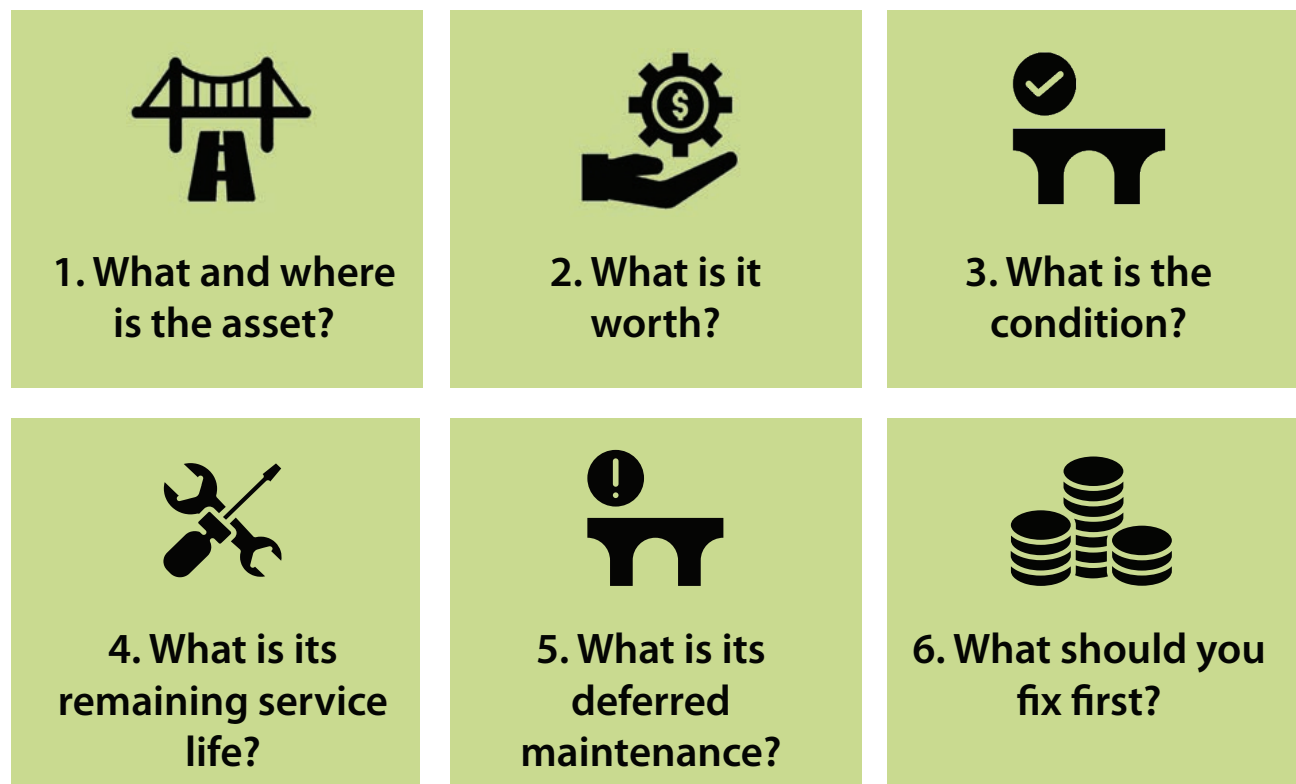 $
1. What and where
is the asset?
2. What is it
worth?
3. What is the
condition?
!
4. What is its
remaining service
life?
5. What is its
deferred
maintenance?
6. What should you
fix first?